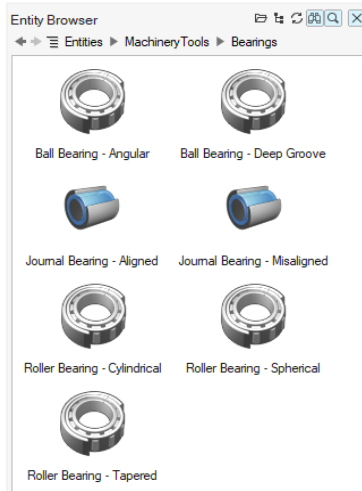 Entity Browser
Entities MachineryTools Bearings
Ball Bearing - Angular Ball Bearing - Deep Groove
Journal Bearing - Aligned Journal Bearing - Misaligned
Roller Bearing - Cylindrical Roller Bearing - Spherical
Roller Bearing - Tapered